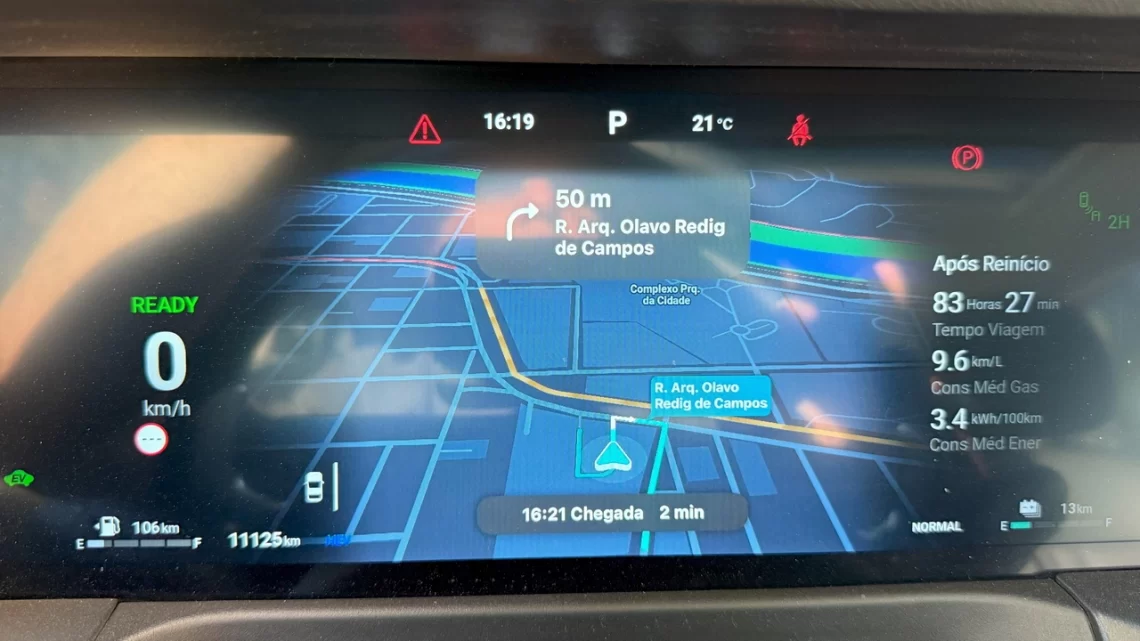 16:19
P
21°C
P
50 m
R. Arq. Olavo Redig
de Campos
2H
Após Reinício
83 Horas 27 min
Tempo Viagem
9.6 km/L
Cons Méd Gas
3.4 kWh/100km
Cons Méd Ener
Complexo Prq.
da Cidade
READY
0
km/h
---
R. Arq. Olavo
Redig de Campos
EV
16:21 Chegada 2 min
106km
E F
11125km
NORMAL
13km
E F